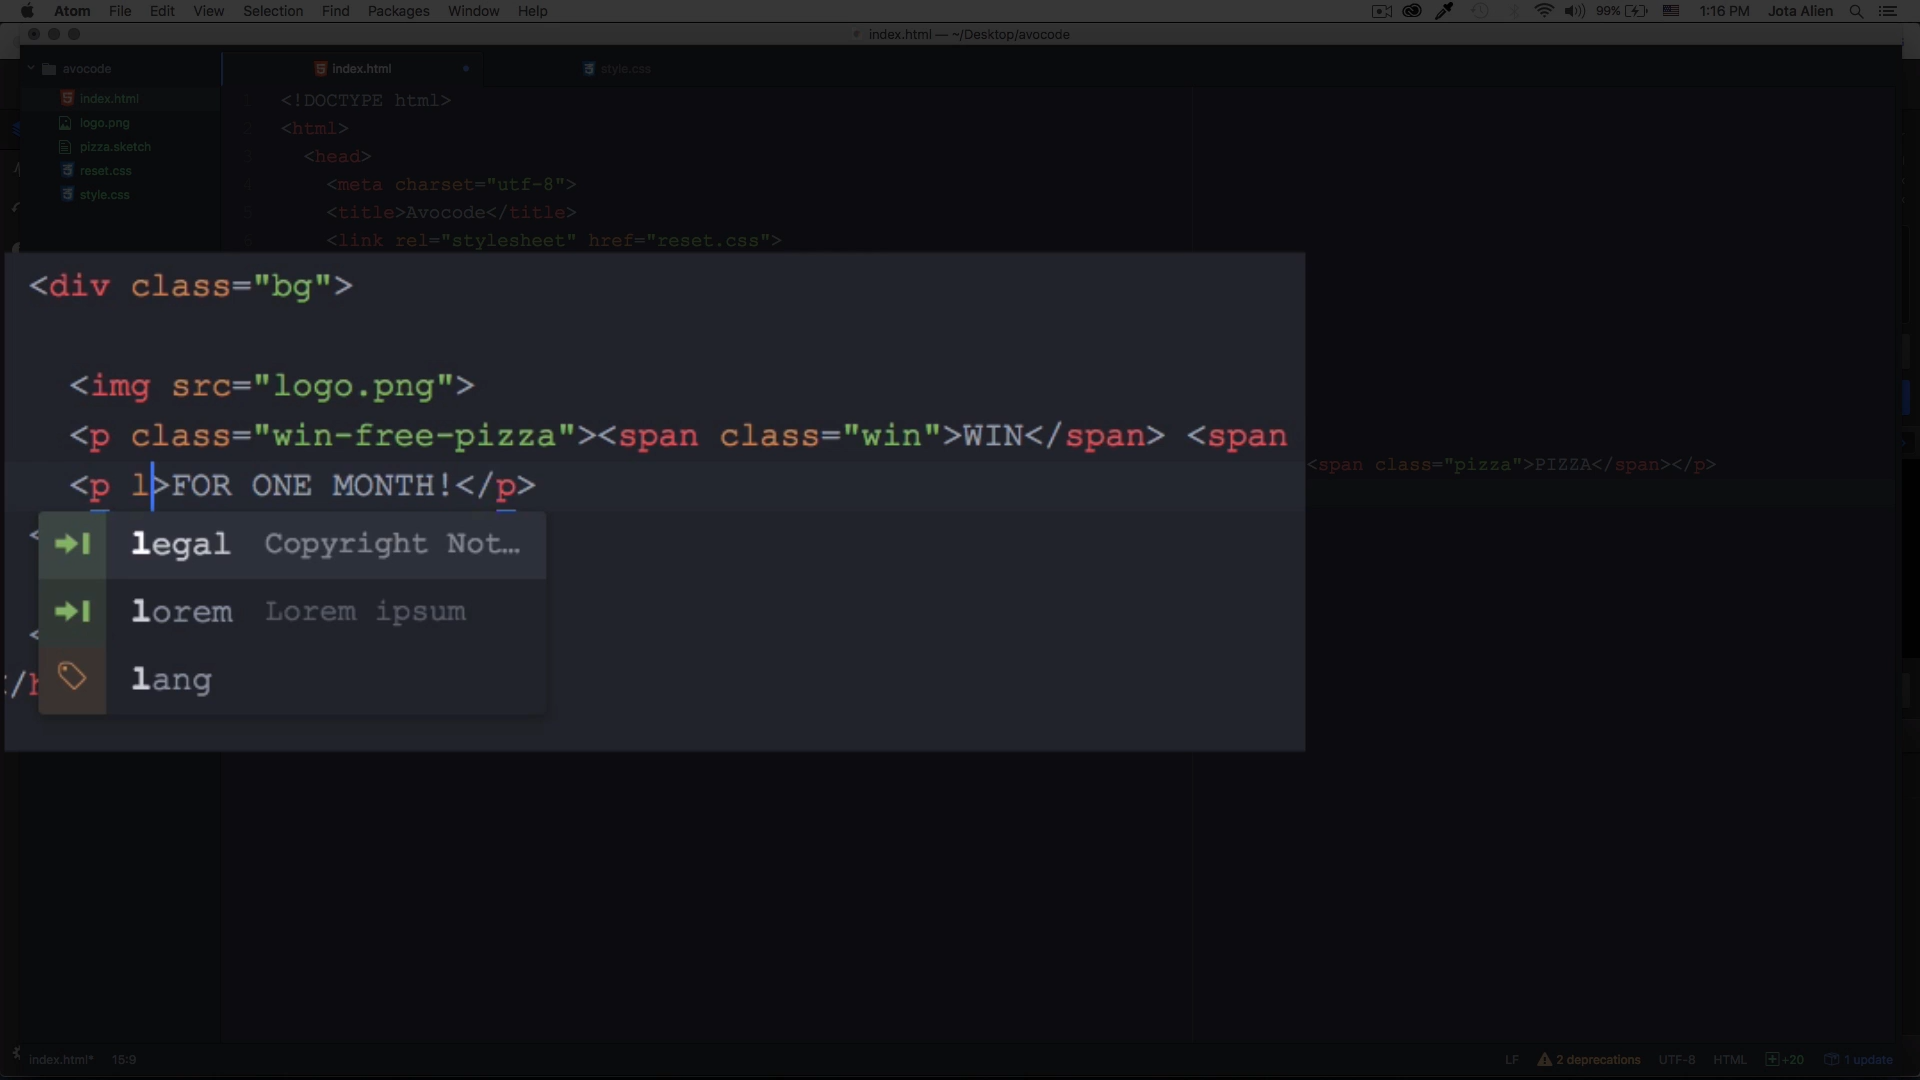 Atom File Edit View Selection Find Packages Window Help 99% 1:16 PM Jota Alien
index.html — ~/Desktop/avocode
avocode
index.html
logo.png
pizza.sketch
reset.css
style.css
index.html style.css
<!DOCTYPE html>
<html>
<head>
<meta charset="utf-8">
<title>Avocode</title>
<link rel="stylesheet" href="reset.css">
<div class="bg">
<img src="logo.png">
<p class="win-free-pizza"><span class="win">WIN</span> <span
<span class="pizza">PIZZA</span></p>
<p l>FOR ONE MONTH!</p>
legal Copyright Not…
lorem Lorem ipsum
lang
index.html* 15:9 LF 2 deprecations UTF-8 HTML +20 1 update